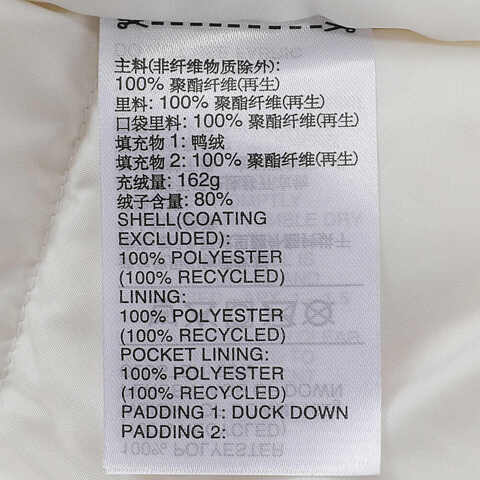 主料(非纤维物质除外):
100% 聚酯纤维(再生)
里料: 100% 聚酯纤维(再生)
口袋里料: 100% 聚酯纤维(再生)
填充物 1: 鸭绒
填充物 2: 100% 聚酯纤维(再生)
充绒量: 162g
绒子含量: 80%
SHELL(COATING
EXCLUDED):
100% POLYESTER
(100% RECYCLED)
LINING:
100% POLYESTER
(100% RECYCLED)
POCKET LINING:
100% POLYESTER
(100% RECYCLED)
PADDING 1: DUCK DOWN
PADDING 2: